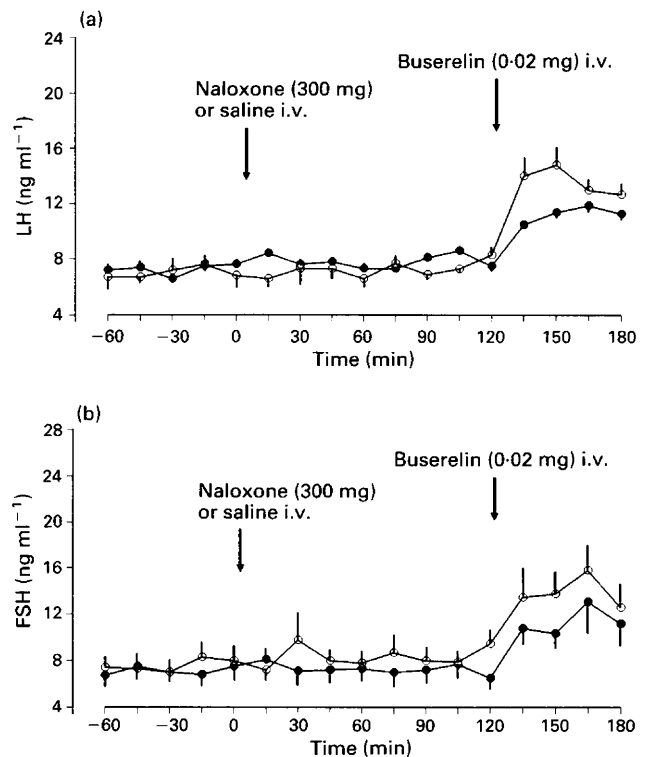 (a)
24
20
16
12
8
4
LH (ng ml⁻¹)
Naloxone (300 mg)
or saline i.v.
Buserelin (0·02 mg) i.v.
−60 −30 0 30 60 90 120 150 180
Time (min)
(b)
28
24
20
16
12
8
4
FSH (ng ml⁻¹)
Naloxone (300 mg)
or saline i.v.
Buserelin (0·02 mg) i.v.
−60 −30 0 30 60 90 120 150 180
Time (min)